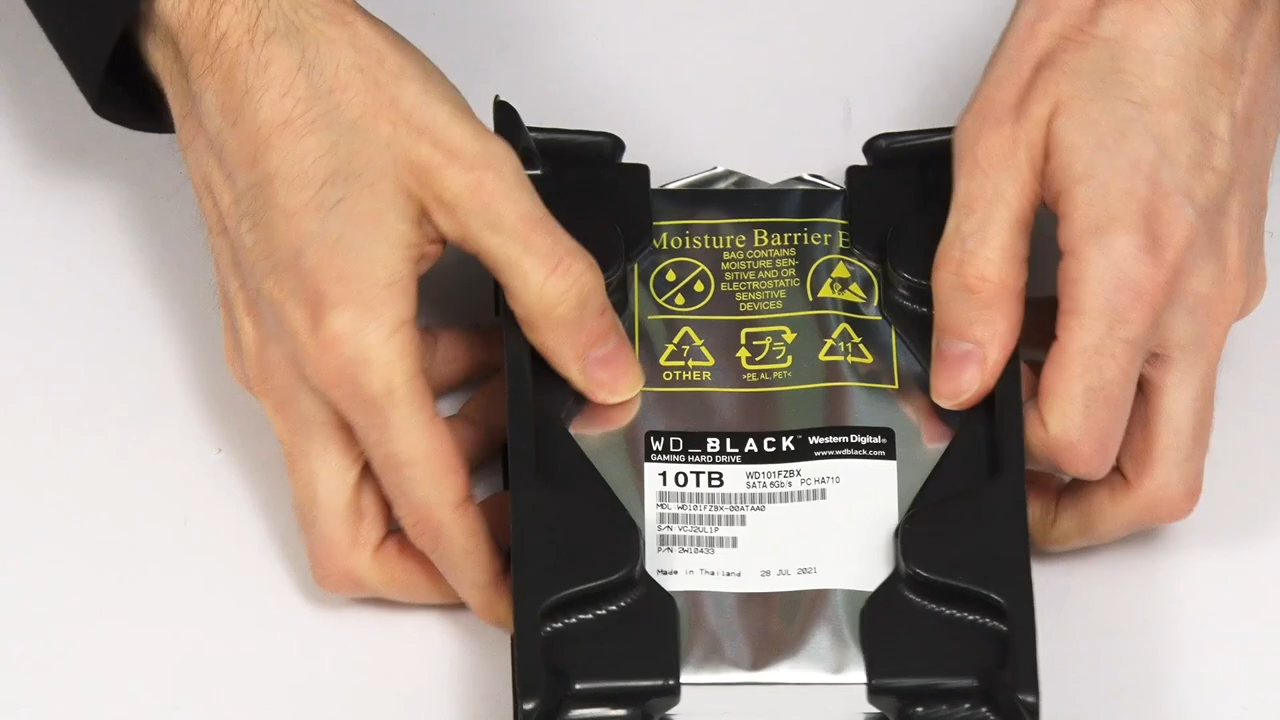 Moisture Barrier B
BAG CONTAINS
MOISTURE SEN-
SITIVE AND OR
ELECTROSTATIC
SENSITIVE
DEVICES
7
プラ
11
OTHER
>PE, AL, PET<
WD_BLACK™ Western Digital®
GAMING HARD DRIVE www.wdblack.com
10TB WD101FZBX
SATA 6Gb/s PC HA710
MDL:WD101FZBX-00ATAA0
S/N:VCJ2UL1P
P/N:2W10433
Made in Thailand 28 JUL 2021